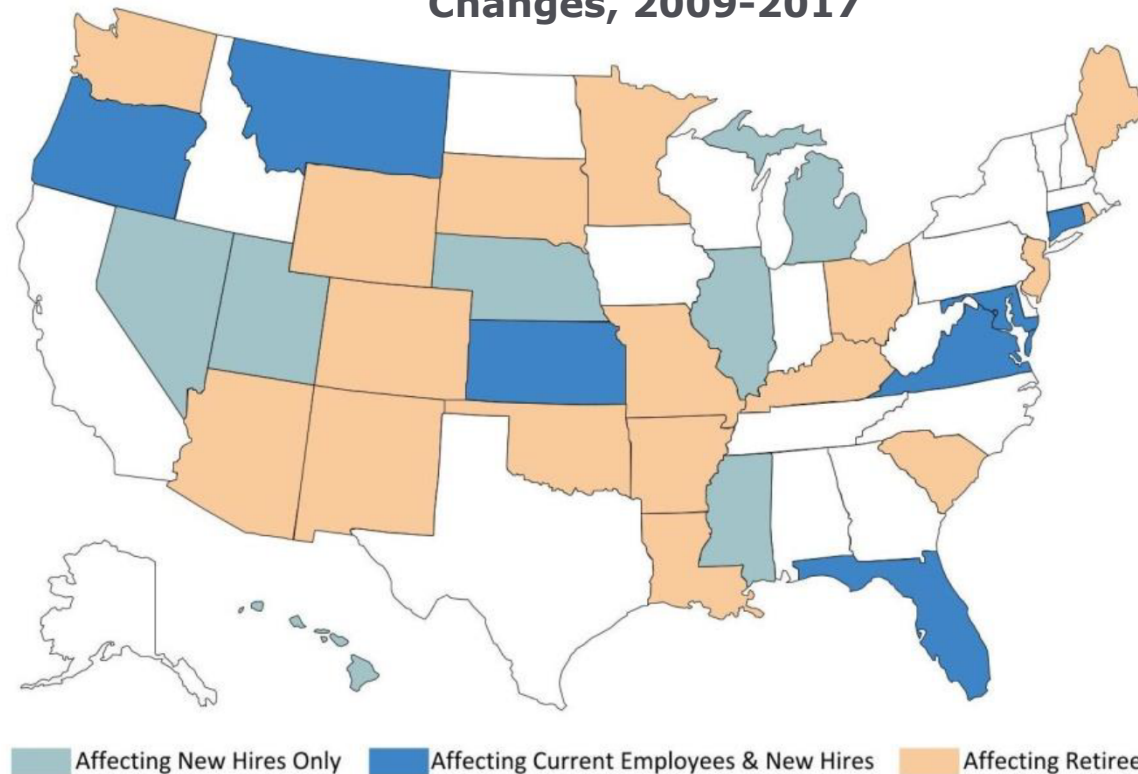 Changes, 2009-2017
Affecting New Hires Only Affecting Current Employees & New Hires Affecting Retiree